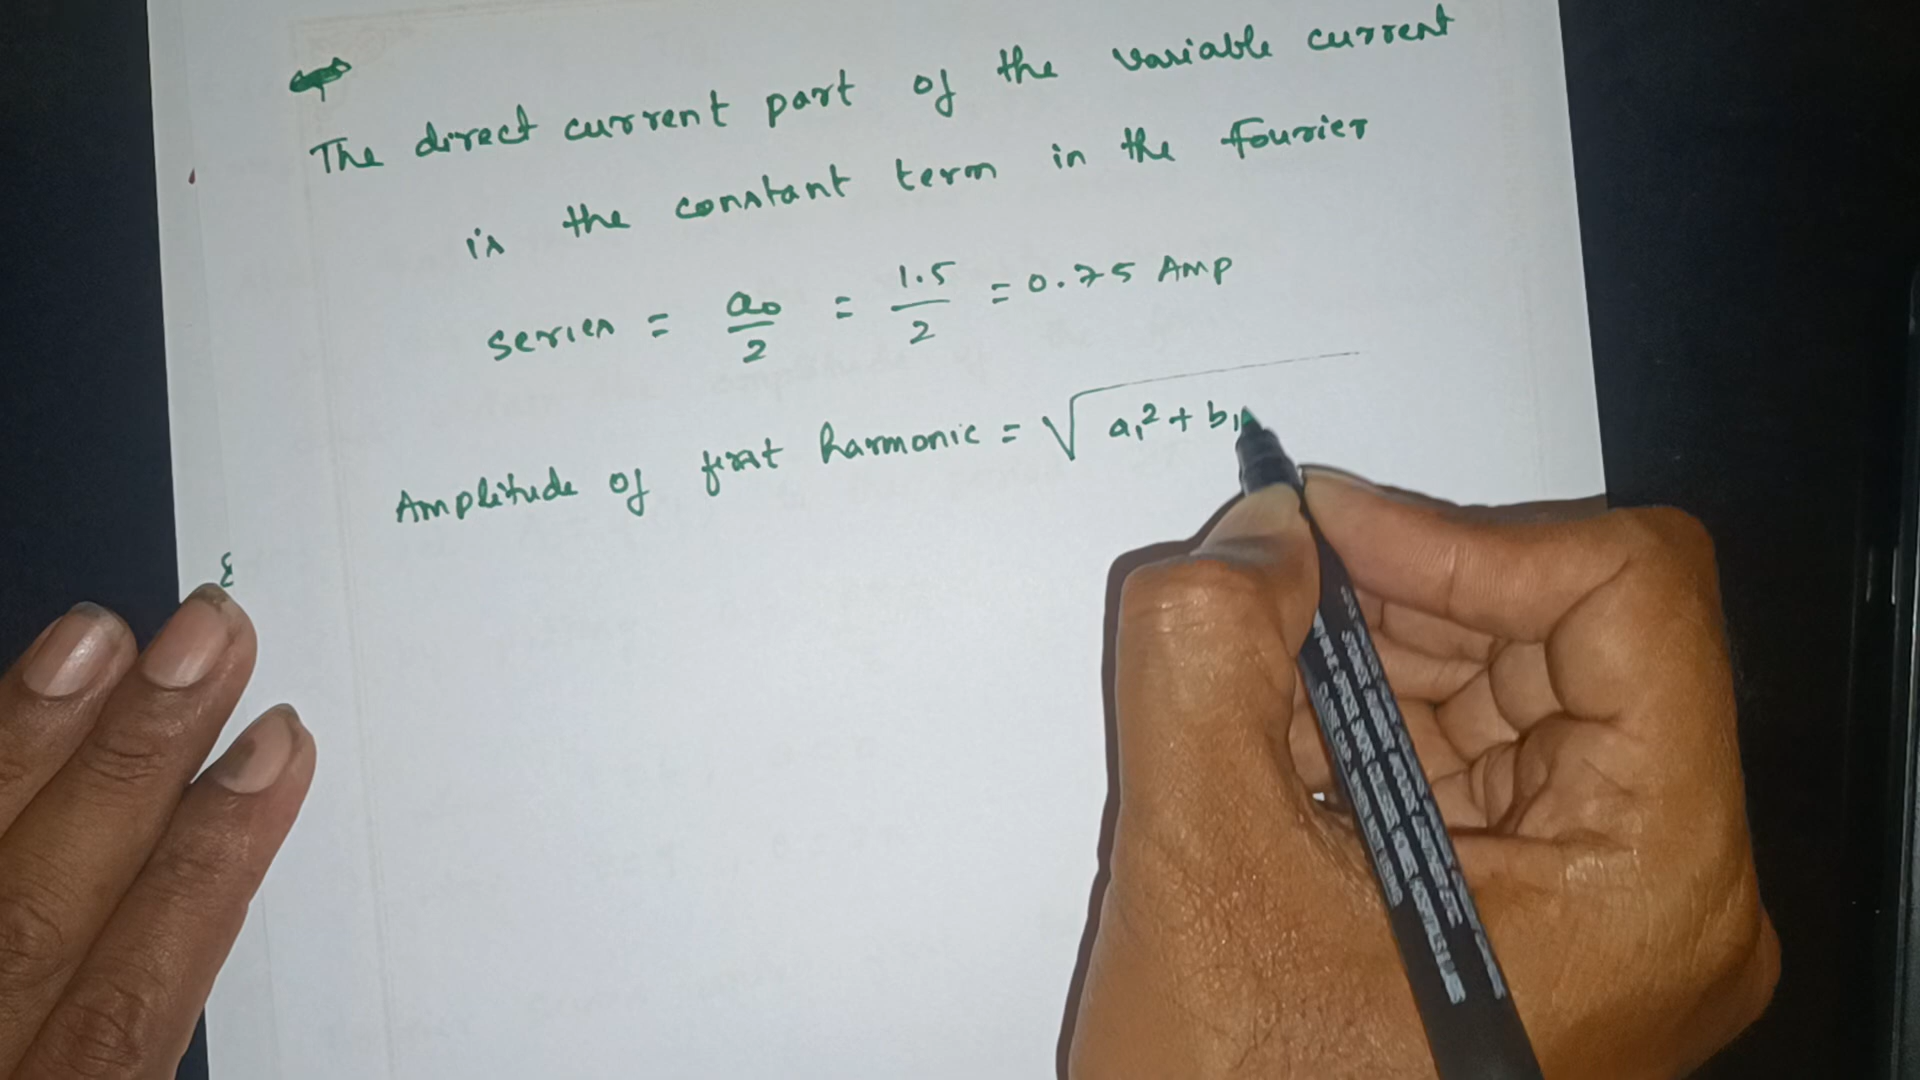 The direct current part of the variable current
is the constant term in the fourier
series = a₀/2 = 1.5/2 = 0.75 Amp
Amplitude of first harmonic = √ a₁² + b₁
ε